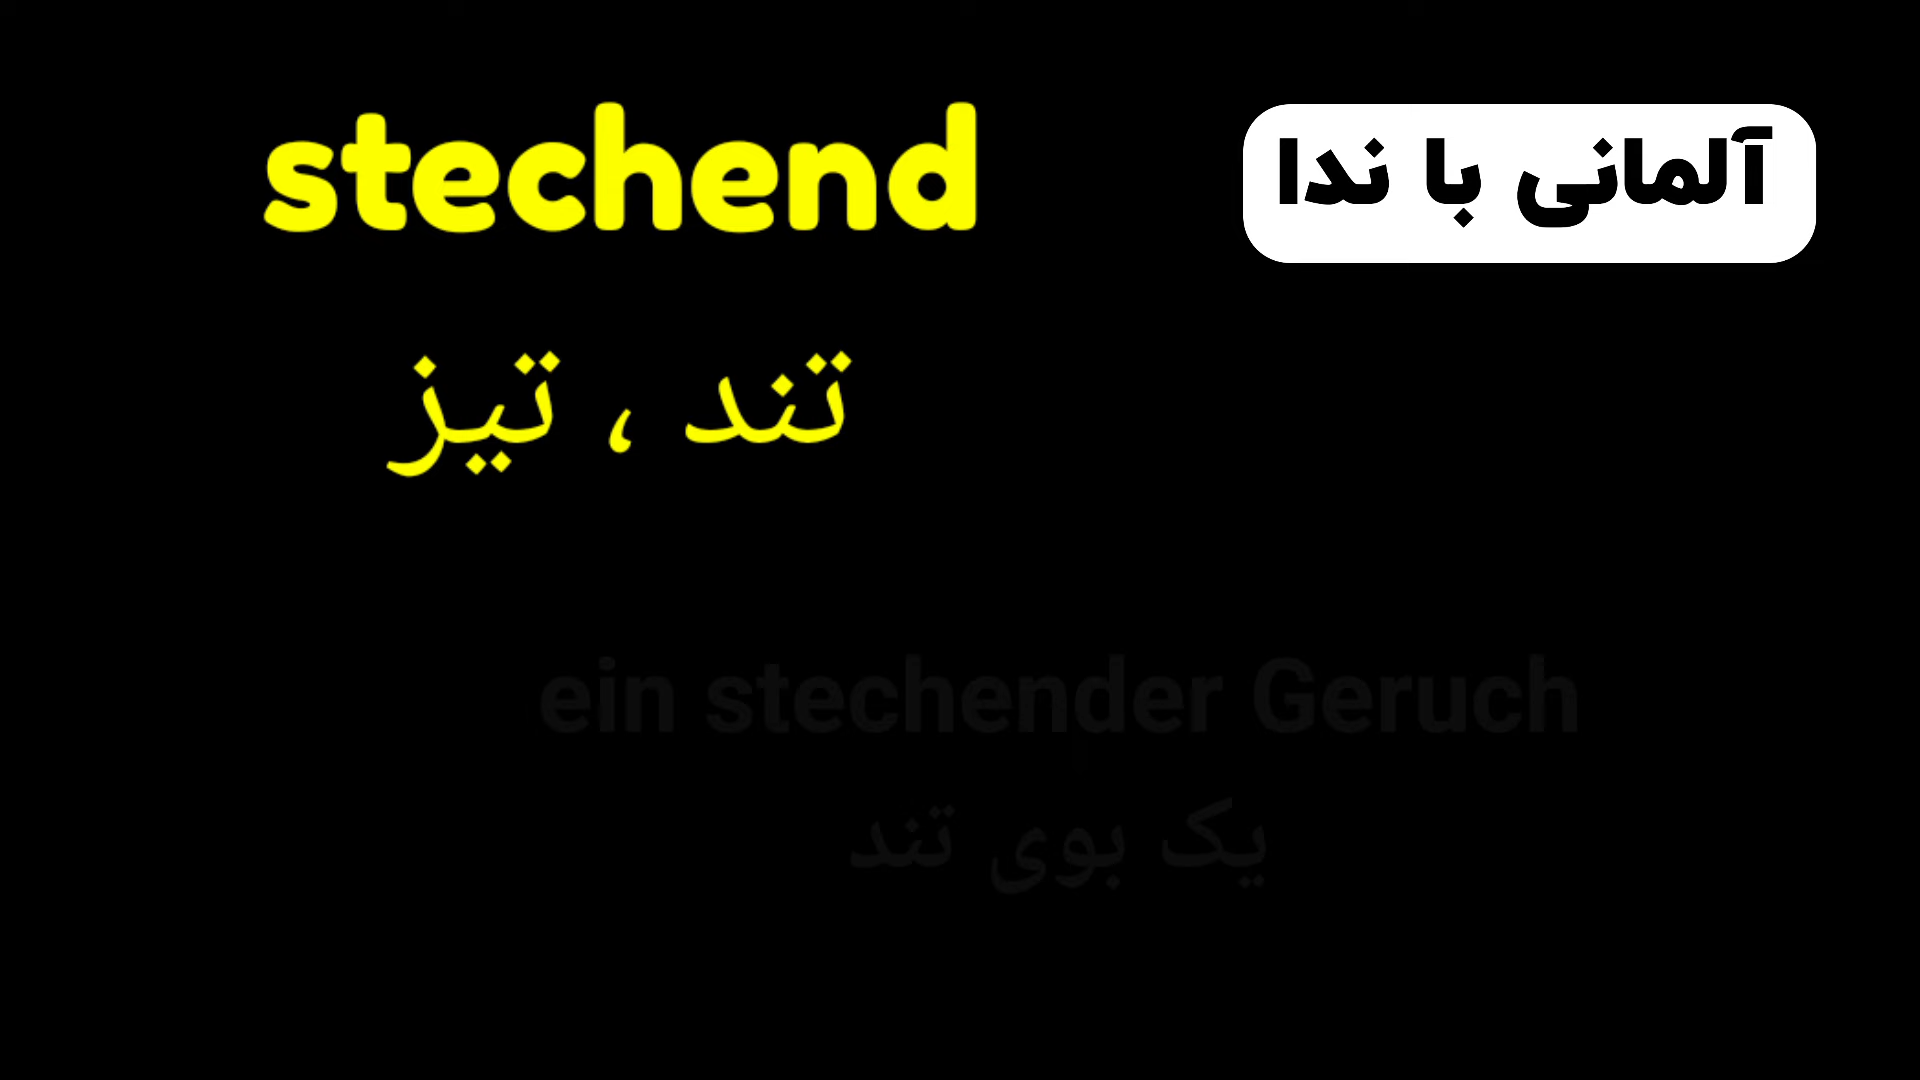 stechend
آلمانی با ندا
تند ، تیز
ein stechender Geruch
یک بوی تند